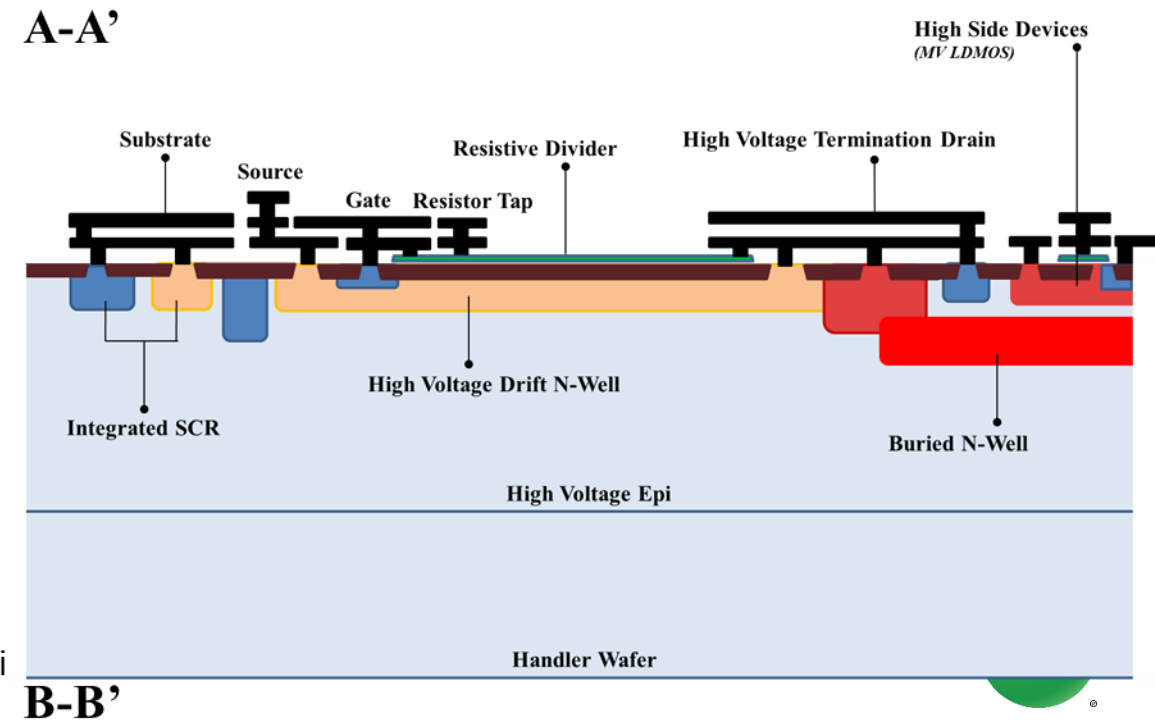 A-A’
High Side Devices
(MV LDMOS)
Substrate
Resistive Divider
High Voltage Termination Drain
Source
Gate
Resistor Tap
High Voltage Drift N-Well
Integrated SCR
Buried N-Well
High Voltage Epi
Handler Wafer
i
B-B’
®